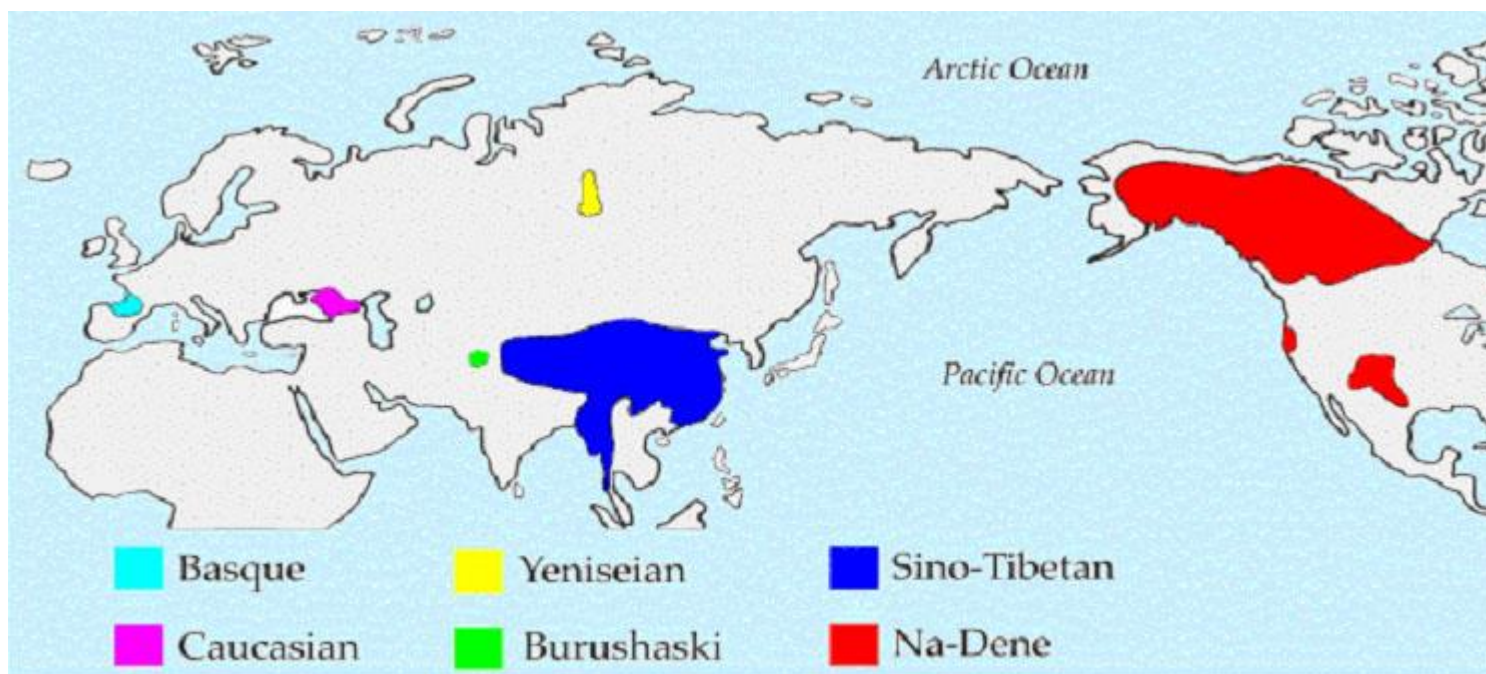 Arctic Ocean
Pacific Ocean
Basque
Yeniseian
Sino-Tibetan
Caucasian
Burushaski
Na-Dene